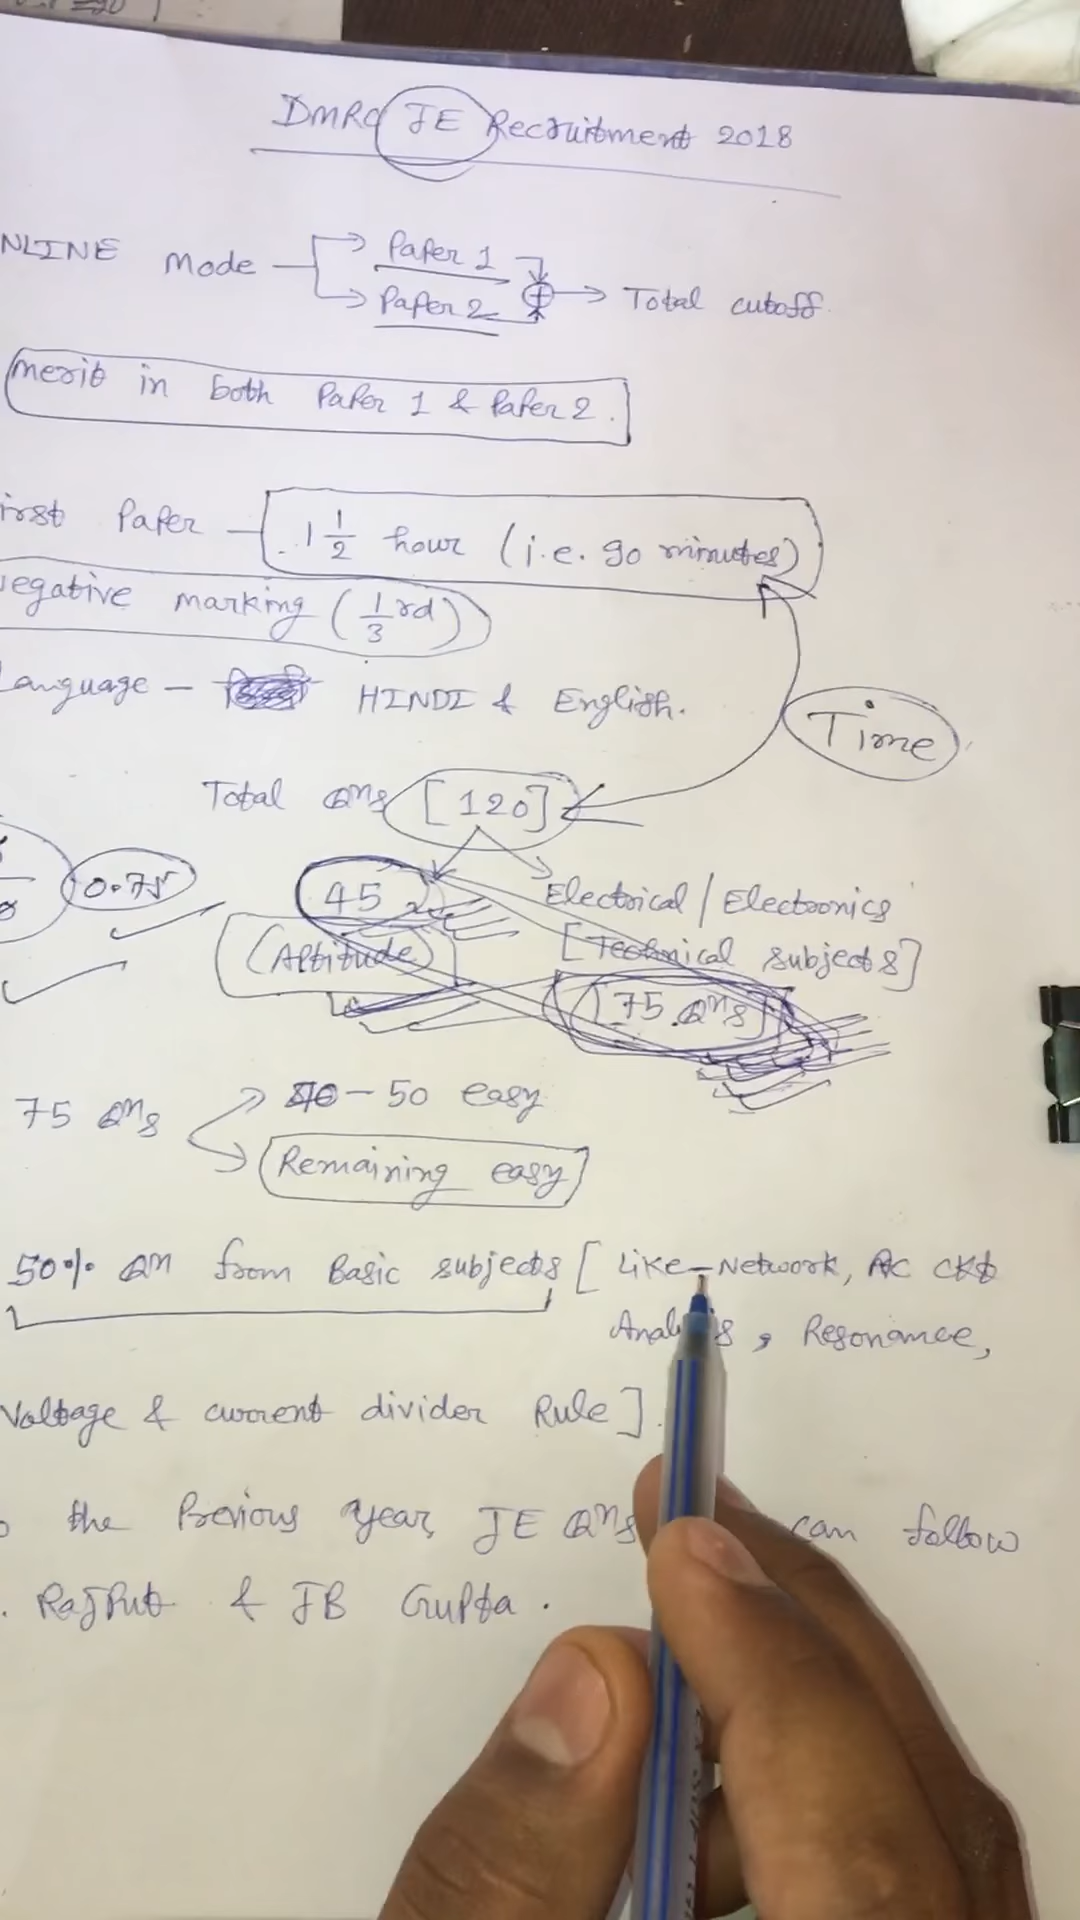 DMRC JE Recruitment 2018
NLINE Mode Paper 1
Paper 2 + Total cutoff
merit in both Paper 1 & Paper 2.
irst Paper - 1 1/2 hour (i.e. 90 minutes)
egative marking (1/3 rd)
Language - HINDI & English.
Time
Total Qns [120]
0.75
45 Electrical / Electronics
(Aptitude) [Technical subjects]
[75 Qns]
75 Qns 40-50 easy
Remaining easy
50% Qn from Basic subjects [Like-Network, AC ckt
Analysis, Resonance,
Voltage & current divider Rule].
the Previous year JE Qns can follow
. Rajput & JB Gupta.